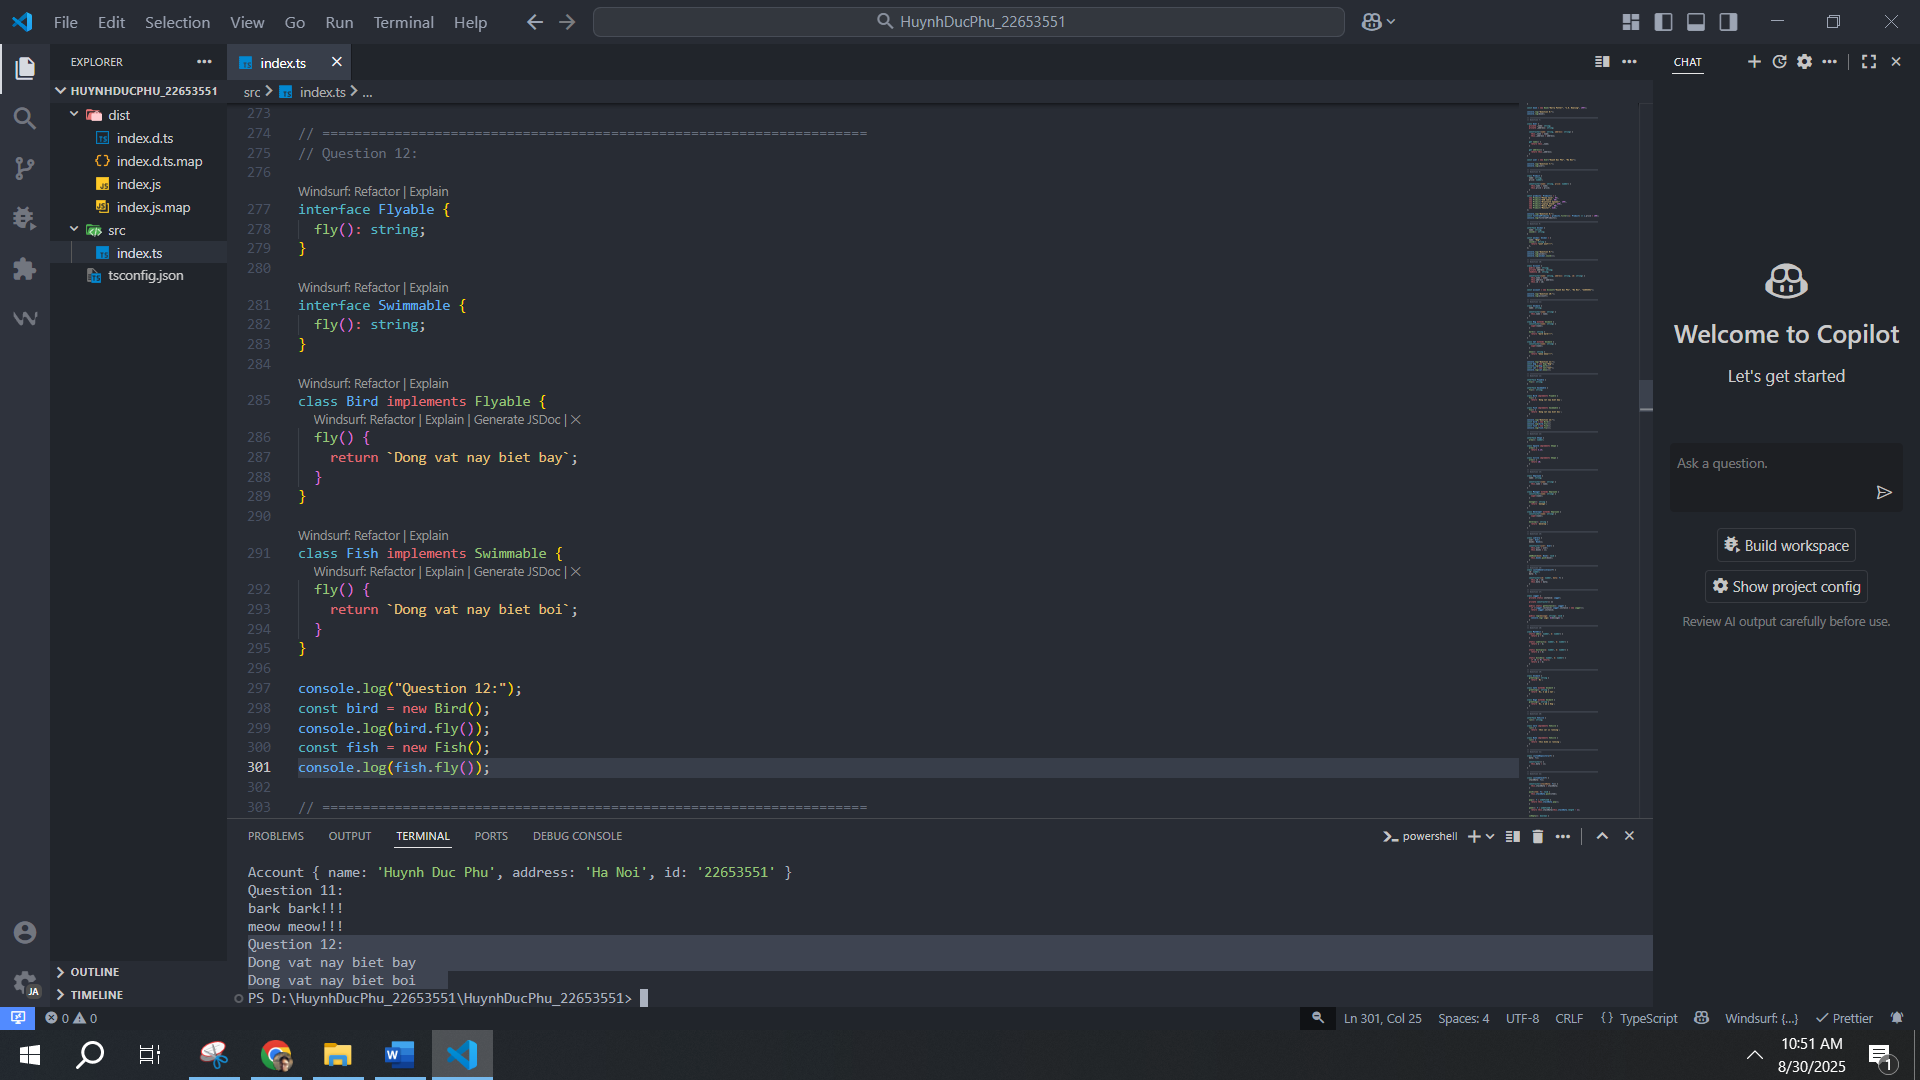 File Edit Selection View Go Run Terminal Help
HuynhDucPhu_22653551
EXPLORER
HUYNHDUCPHU_22653551
dist
index.d.ts
index.d.ts.map
index.js
index.js.map
src
index.ts
tsconfig.json
OUTLINE
TIMELINE
index.ts
src > index.ts > ...
273
274 // ====================================================================
275 // Question 12:
276
Windsurf: Refactor | Explain
277 interface Flyable {
278 fly(): string;
279 }
280
Windsurf: Refactor | Explain
281 interface Swimmable {
282 fly(): string;
283 }
284
Windsurf: Refactor | Explain
285 class Bird implements Flyable {
Windsurf: Refactor | Explain | Generate JSDoc | ×
286 fly() {
287 return `Dong vat nay biet bay`;
288 }
289 }
290
Windsurf: Refactor | Explain
291 class Fish implements Swimmable {
Windsurf: Refactor | Explain | Generate JSDoc | ×
292 fly() {
293 return `Dong vat nay biet boi`;
294 }
295 }
296
297 console.log("Question 12:");
298 const bird = new Bird();
299 console.log(bird.fly());
300 const fish = new Fish();
301 console.log(fish.fly());
302
303 // ====================================================================
PROBLEMS OUTPUT TERMINAL PORTS DEBUG CONSOLE
powershell
Account { name: 'Huynh Duc Phu', address: 'Ha Noi', id: '22653551' }
Question 11:
bark bark!!!
meow meow!!!
Question 12:
Dong vat nay biet bay
Dong vat nay biet boi
PS D:\HuynhDucPhu_22653551\HuynhDucPhu_22653551>
CHAT
Welcome to Copilot
Let's get started
Ask a question.
Build workspace
Show project config
Review AI output carefully before use.
JA
0 0
Ln 301, Col 25 Spaces: 4 UTF-8 CRLF {} TypeScript Windsurf: {...} Prettier
10:51 AM
8/30/2025
1